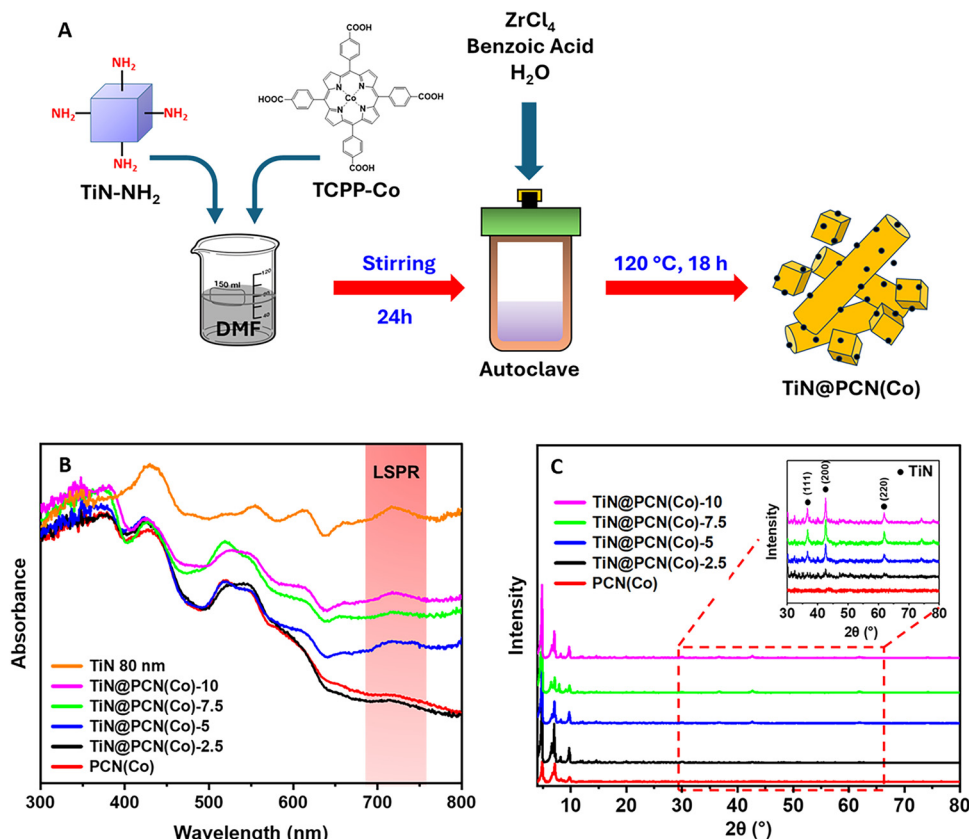 A
NH₂
NH₂
NH₂
NH₂
TiN-NH₂
COOH
HOOC
COOH
COOH
N
N
N
N
Co
TCPP-Co
ZrCl₄
Benzoic Acid
H₂O
150 ml
120
40
DMF
Stirring
24h
Autoclave
120 °C, 18 h
TiN@PCN(Co)
B
LSPR
Absorbance
TiN 80 nm
TiN@PCN(Co)-10
TiN@PCN(Co)-7.5
TiN@PCN(Co)-5
TiN@PCN(Co)-2.5
PCN(Co)
300 400 500 600 700 800
Wavelength (nm)
C
Intensity
TiN@PCN(Co)-10
TiN@PCN(Co)-7.5
TiN@PCN(Co)-5
TiN@PCN(Co)-2.5
PCN(Co)
TiN
(111)
(200)
(220)
Intensity
30 40 50 60 70 80
2θ (°)
10 20 30 40 50 60 70 80
2θ (°)